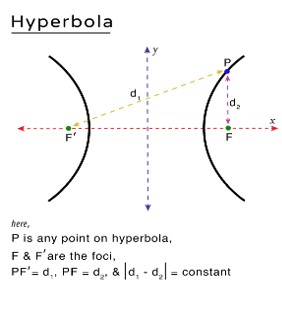 Hyperbola
y
P
d₁
d₂
x
F′
F
here,
P is any point on hyperbola,
F & F′ are the foci,
PF′= d₁, PF = d₂, & |d₁ - d₂| = constant